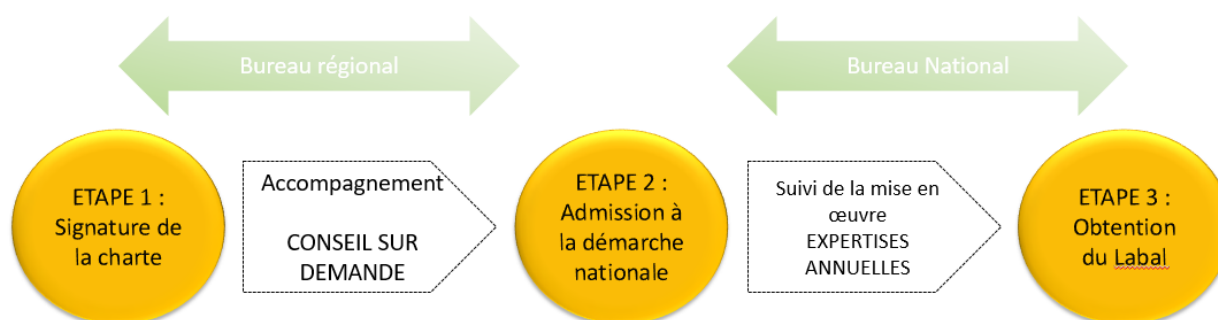 Bureau régional
Bureau National
ETAPE 1 :
Signature de
la charte
Accompagnement
CONSEIL SUR
DEMANDE
ETAPE 2 :
Admission à
la démarche
nationale
Suivi de la mise en
œuvre
EXPERTISES
ANNUELLES
ETAPE 3 :
Obtention
du Labal